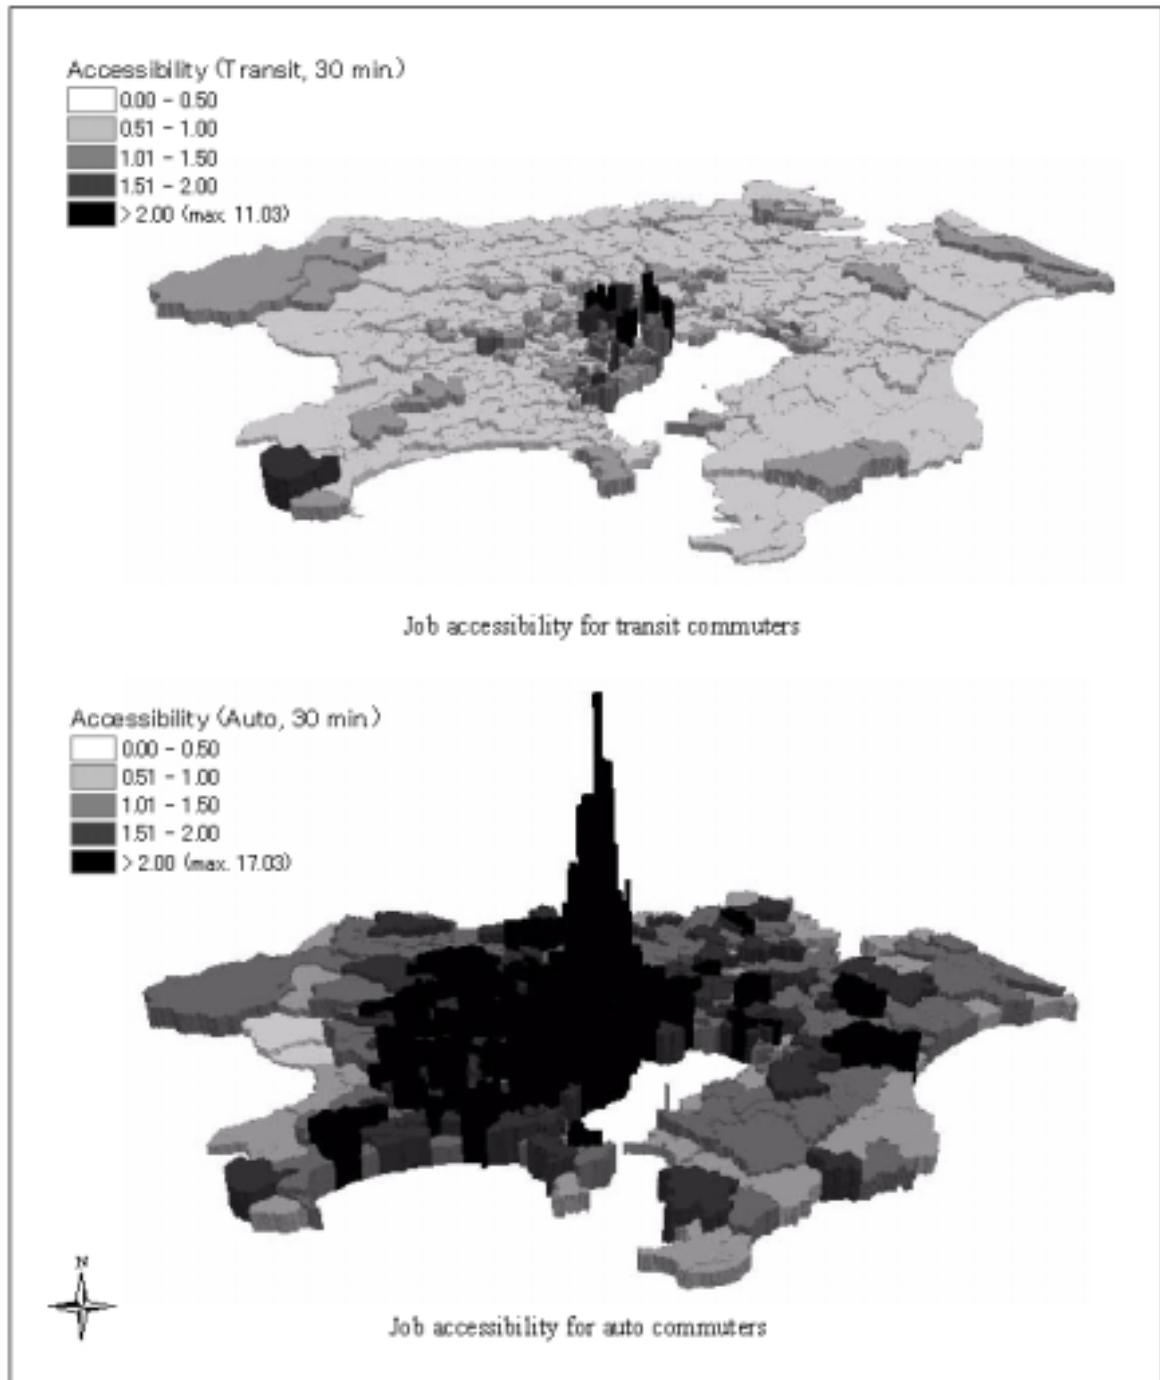 Accessibility (Transit, 30 min.)
0.00 - 0.50
0.51 - 1.00
1.01 - 1.50
1.51 - 2.00
> 2.00 (max. 11.03)
Job accessibility for transit commuters
Accessibility (Auto, 30 min.)
0.00 - 0.50
0.51 - 1.00
1.01 - 1.50
1.51 - 2.00
> 2.00 (max. 17.03)
N
Job accessibility for auto commuters